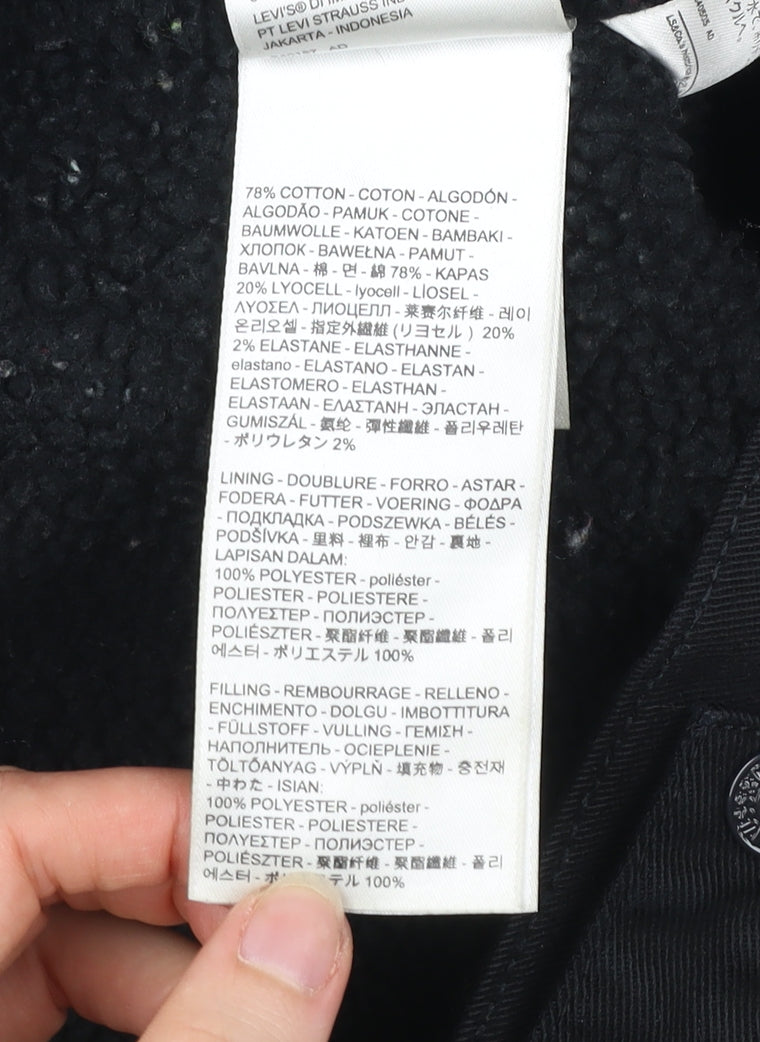 LEVI'S® DI IM
PT LEVI STRAUSS IND
JAKARTA - INDONESIA
78% COTTON - COTON - ALGODÓN -
ALGODÃO - PAMUK - COTONE -
BAUMWOLLE - KATOEN - BAMBAKI -
ХЛОПОК - BAWEŁNA - PAMUT -
BAVLNA - 棉 - 면 - 綿 78% - KAPAS
20% LYOCELL - lyocell - LİOSEL -
ΛΥΟΣΕΛ - ЛИОЦЕЛЛ - 莱赛尔纤维 - 레이
온리오셀 - 指定外繊維 (リヨセル ) 20%
2% ELASTANE - ELASTHANNE -
elastano - ELASTANO - ELASTAN -
ELASTOMERO - ELASTHAN -
ELASTAAN - ΕΛΑΣΤΑΝΗ - ЭЛАСТАН -
GUMISZÁL - 氨纶 - 彈性纖維 - 폴리우레탄
- ポリウレタン 2%
LINING - DOUBLURE - FORRO - ASTAR -
FODERA - FUTTER - VOERING - ΦΟΔΡΑ
- ПОДКЛАДКА - PODSZEWKA - BÉLÉS -
PODŠÍVKA - 里料 - 裡布 - 안감 - 裏地 -
LAPISAN DALAM:
100% POLYESTER - poliéster -
POLIESTER - POLIESTERE -
ΠΟΛΥΕΣΤΕΡ - ПОЛИЭСТЕР -
POLIÉSZTER - 聚酯纤维 - 聚酯纖維 - 폴리
에스터 - ポリエステル 100%
FILLING - REMBOURRAGE - RELLENO -
ENCHIMENTO - DOLGU - IMBOTTITURA
- FÜLLSTOFF - VULLING - ΓΕΜΙΣΗ -
НАПОЛНИТЕЛЬ - OCIEPLENIE -
TÖLTŐANYAG - VÝPLŇ - 填充物 - 충전재
- 中わた - ISIAN:
100% POLYESTER - poliéster -
POLIESTER - POLIESTERE -
ΠΟΛΥΕΣΤΕΡ - ПОЛИЭСТЕР -
POLIÉSZTER - 聚酯纤维 - 聚酯纖維 - 폴리
에스터 - テル 100%